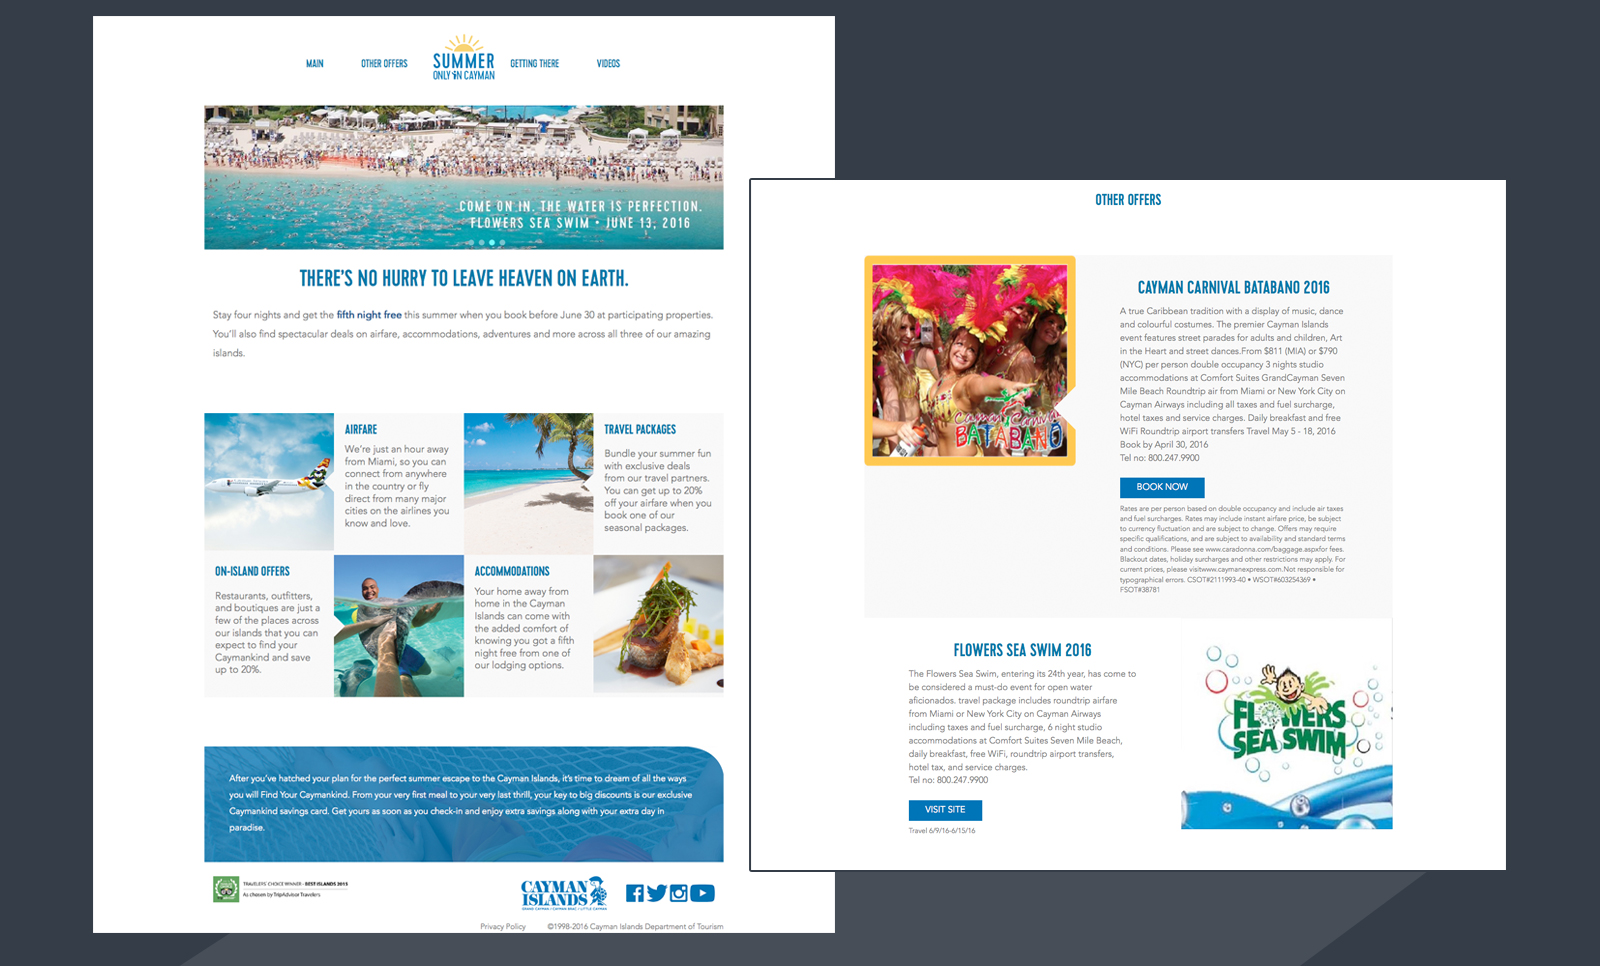 MAIN
OTHER OFFERS
SUMMER
ONLY IN CAYMAN
GETTING THERE
VIDEOS
COME ON IN. THE WATER IS PERFECTION.
FLOWERS SEA SWIM • JUNE 13, 2016
THERE'S NO HURRY TO LEAVE HEAVEN ON EARTH.
Stay four nights and get the fifth night free this summer when you book before June 30 at participating properties.
You'll also find spectacular deals on airfare, accommodations, adventures and more across all three of our amazing
islands.
AIRFARE
We're just an hour away
from Miami, so you can
connect from anywhere
in the country or fly
direct from many major
cities on the airlines you
know and love.
TRAVEL PACKAGES
Bundle your summer fun
with exclusive deals
from our travel partners.
You can get up to 20%
off your airfare when you
book one of our
seasonal packages.
ON-ISLAND OFFERS
Restaurants, outfitters,
and boutiques are just a
few of the places across
our islands that you can
expect to find your
Caymankind and save
up to 20%.
ACCOMMODATIONS
Your home away from
home in the Cayman
Islands can come with
the added comfort of
knowing you got a fifth
night free from one of
our lodging options.
After you've hatched your plan for the perfect summer escape to the Cayman Islands, it's time to dream of all the ways
you will Find Your Caymankind. From your very first meal to your very last thrill, your key to big discounts is our exclusive
Caymankind savings card. Get yours as soon as you check-in and enjoy extra savings along with your extra day in
paradise.
TRAVELERS' CHOICE WINNER - BEST ISLANDS 2015
As chosen by TripAdvisor Travelers
CAYMAN
ISLANDS
GRAND CAYMAN • CAYMAN BRAC • LITTLE CAYMAN
Privacy Policy
©1998-2016 Cayman Islands Department of Tourism
OTHER OFFERS
Cayman Carnival
BATABANO
CAYMAN CARNIVAL BATABANO 2016
A true Caribbean tradition with a display of music, dance
and colourful costumes. The premier Cayman Islands
event features street parades for adults and children, Art
in the Heart and street dances.From $811 (MIA) or $790
(NYC) per person double occupancy 3 nights studio
accommodations at Comfort Suites GrandCayman Seven
Mile Beach Roundtrip air from Miami or New York City on
Cayman Airways including all taxes and fuel surcharge,
hotel taxes and service charges. Daily breakfast and free
WiFi Roundtrip airport transfers Travel May 5 - 18, 2016
Book by April 30, 2016
Tel no: 800.247.9900
BOOK NOW
Rates are per person based on double occupancy and include air taxes
and fuel surcharges. Rates may include instant airfare price, be subject
to currency fluctuation and are subject to change. Offers may require
specific qualifications, and are subject to availability and standard terms
and conditions. Please see www.caradonna.com/baggage.aspxfor fees.
Blackout dates, holiday surcharges and other restrictions may apply. For
current prices, please visitwww.caymanexpress.com.Not responsible for
typographical errors. CSOT#2111993-40 • WSOT#603254369 •
FSOT#38781
FLOWERS SEA SWIM 2016
The Flowers Sea Swim, entering its 24th year, has come to
be considered a must-do event for open water
aficionados. travel package includes roundtrip airfare
from Miami or New York City on Cayman Airways
including taxes and fuel surcharge, 6 night studio
accommodations at Comfort Suites Seven Mile Beach,
daily breakfast, free WiFi, roundtrip airport transfers,
hotel tax, and service charges.
Tel no: 800.247.9900
VISIT SITE
Travel 6/9/16-6/15/16
FLOWERS
SEA SWIM